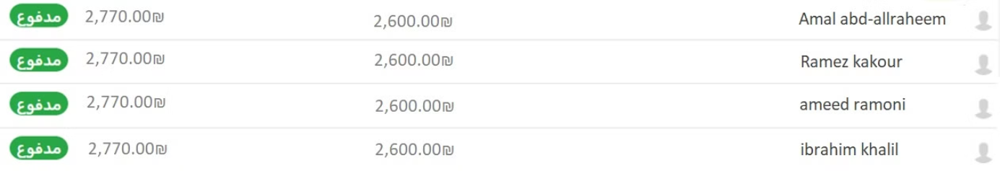 Amal abd-allraheem 2,600.00₪ 2,770.00₪ مدفوع
Ramez kakour 2,600.00₪ 2,770.00₪ مدفوع
ameed ramoni 2,600.00₪ 2,770.00₪ مدفوع
ibrahim khalil 2,600.00₪ 2,770.00₪ مدفوع